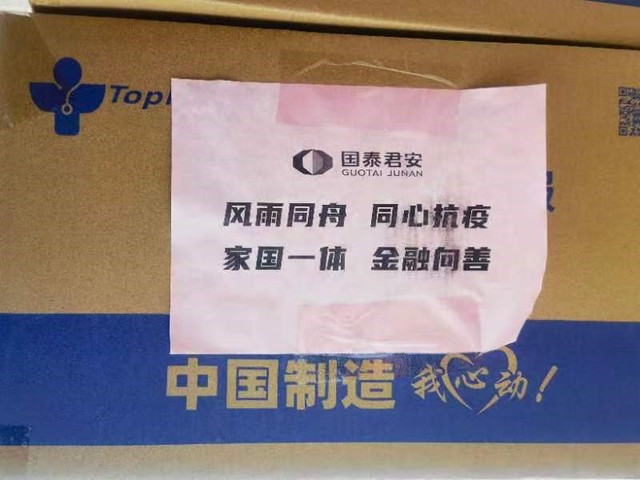 国泰君安
GUOTAI JUNAN
风雨同舟 同心抗疫
家国一体 金融向善
中国制造 我心动!